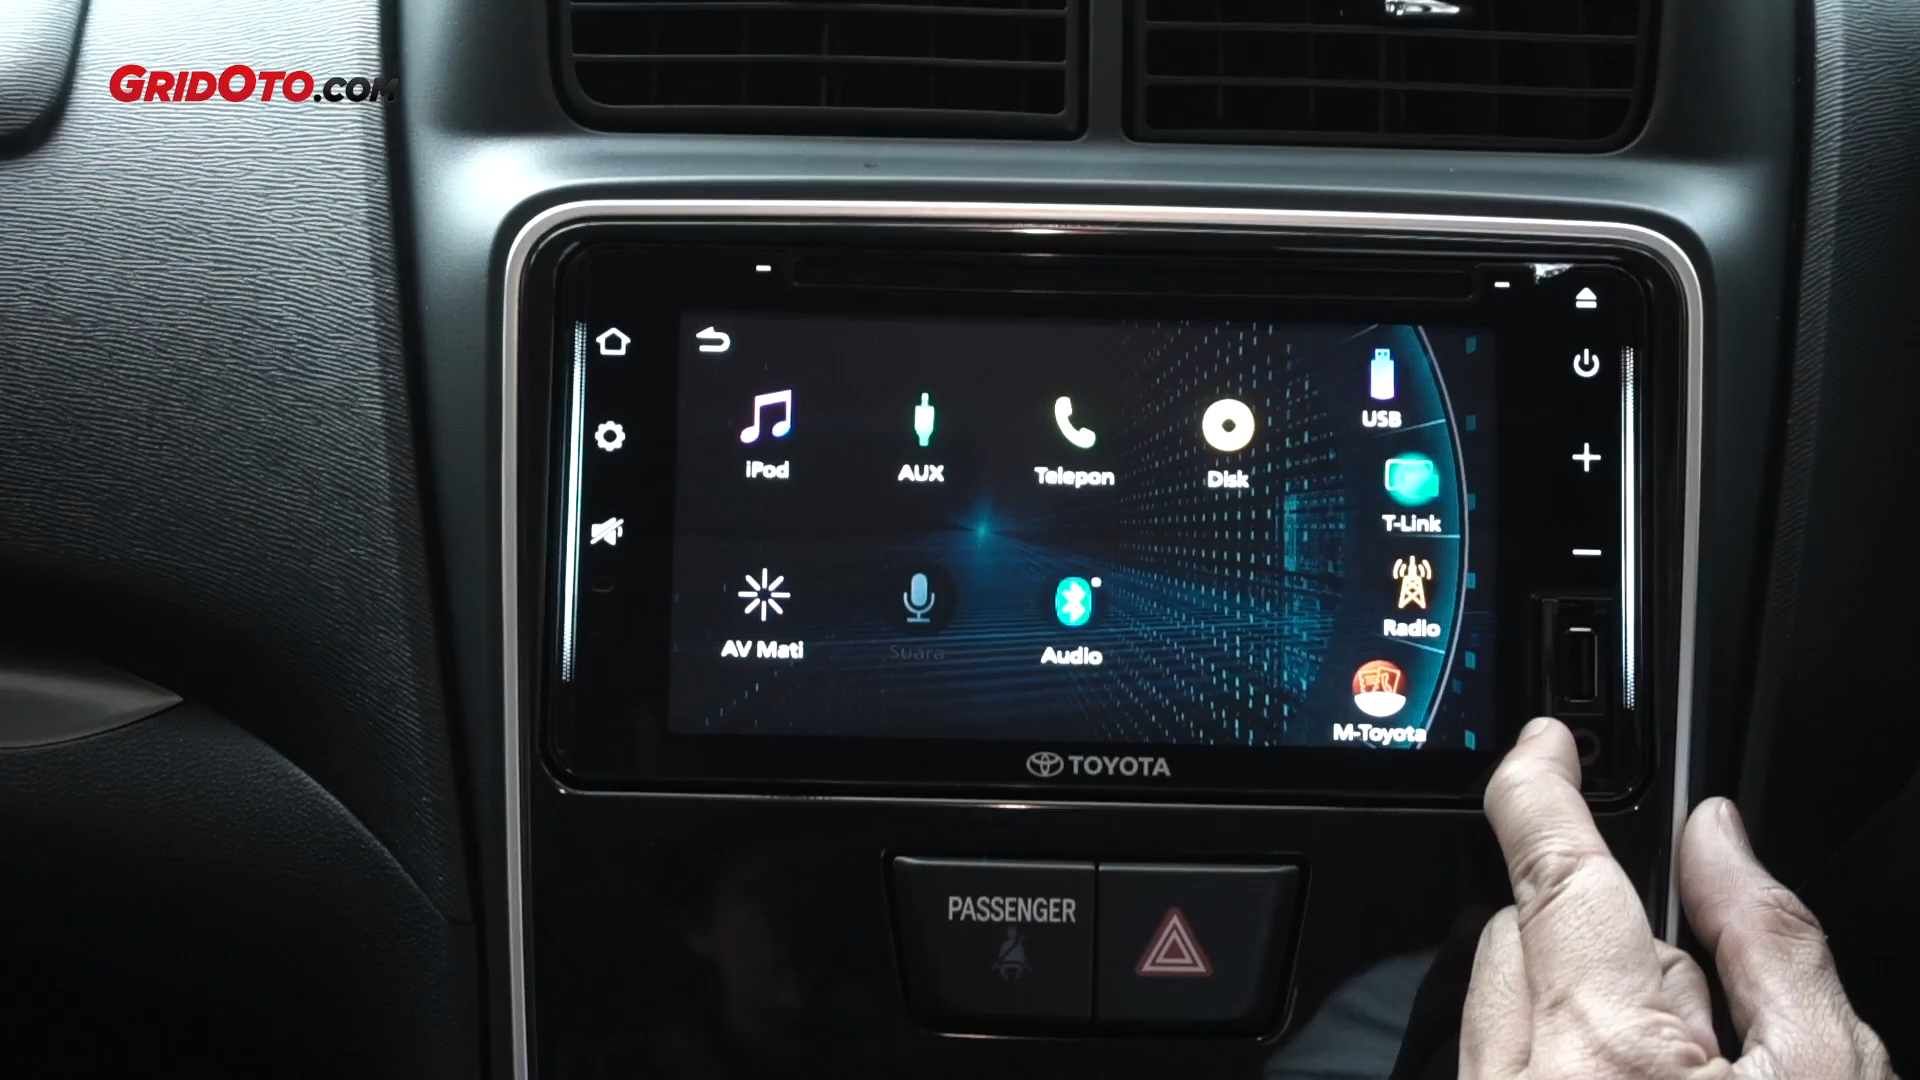 GRIDOTO.COM
USB
iPod
AUX
Telepon
Disk
T-Link
Radio
AV Mati
Suara
Audio
M-Toyota
TOYOTA
PASSENGER